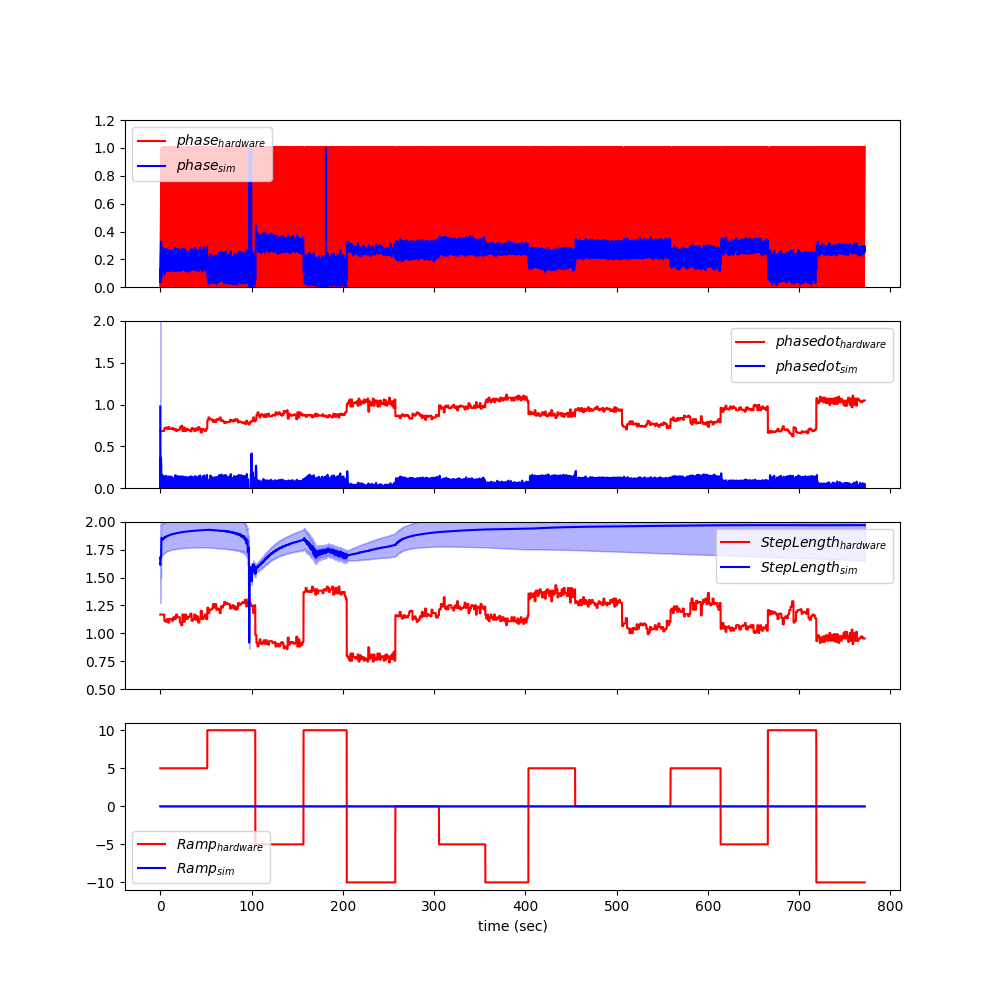 1.2
1.0
0.8
0.6
0.4
0.2
0.0
phase_hardware
phase_sim
2.0
1.5
1.0
0.5
0.0
phasedot_hardware
phasedot_sim
2.00
1.75
1.50
1.25
1.00
0.75
0.50
StepLength_hardware
StepLength_sim
10
5
0
−5
−10
Ramp_hardware
Ramp_sim
0 100 200 300 400 500 600 700 800
time (sec)